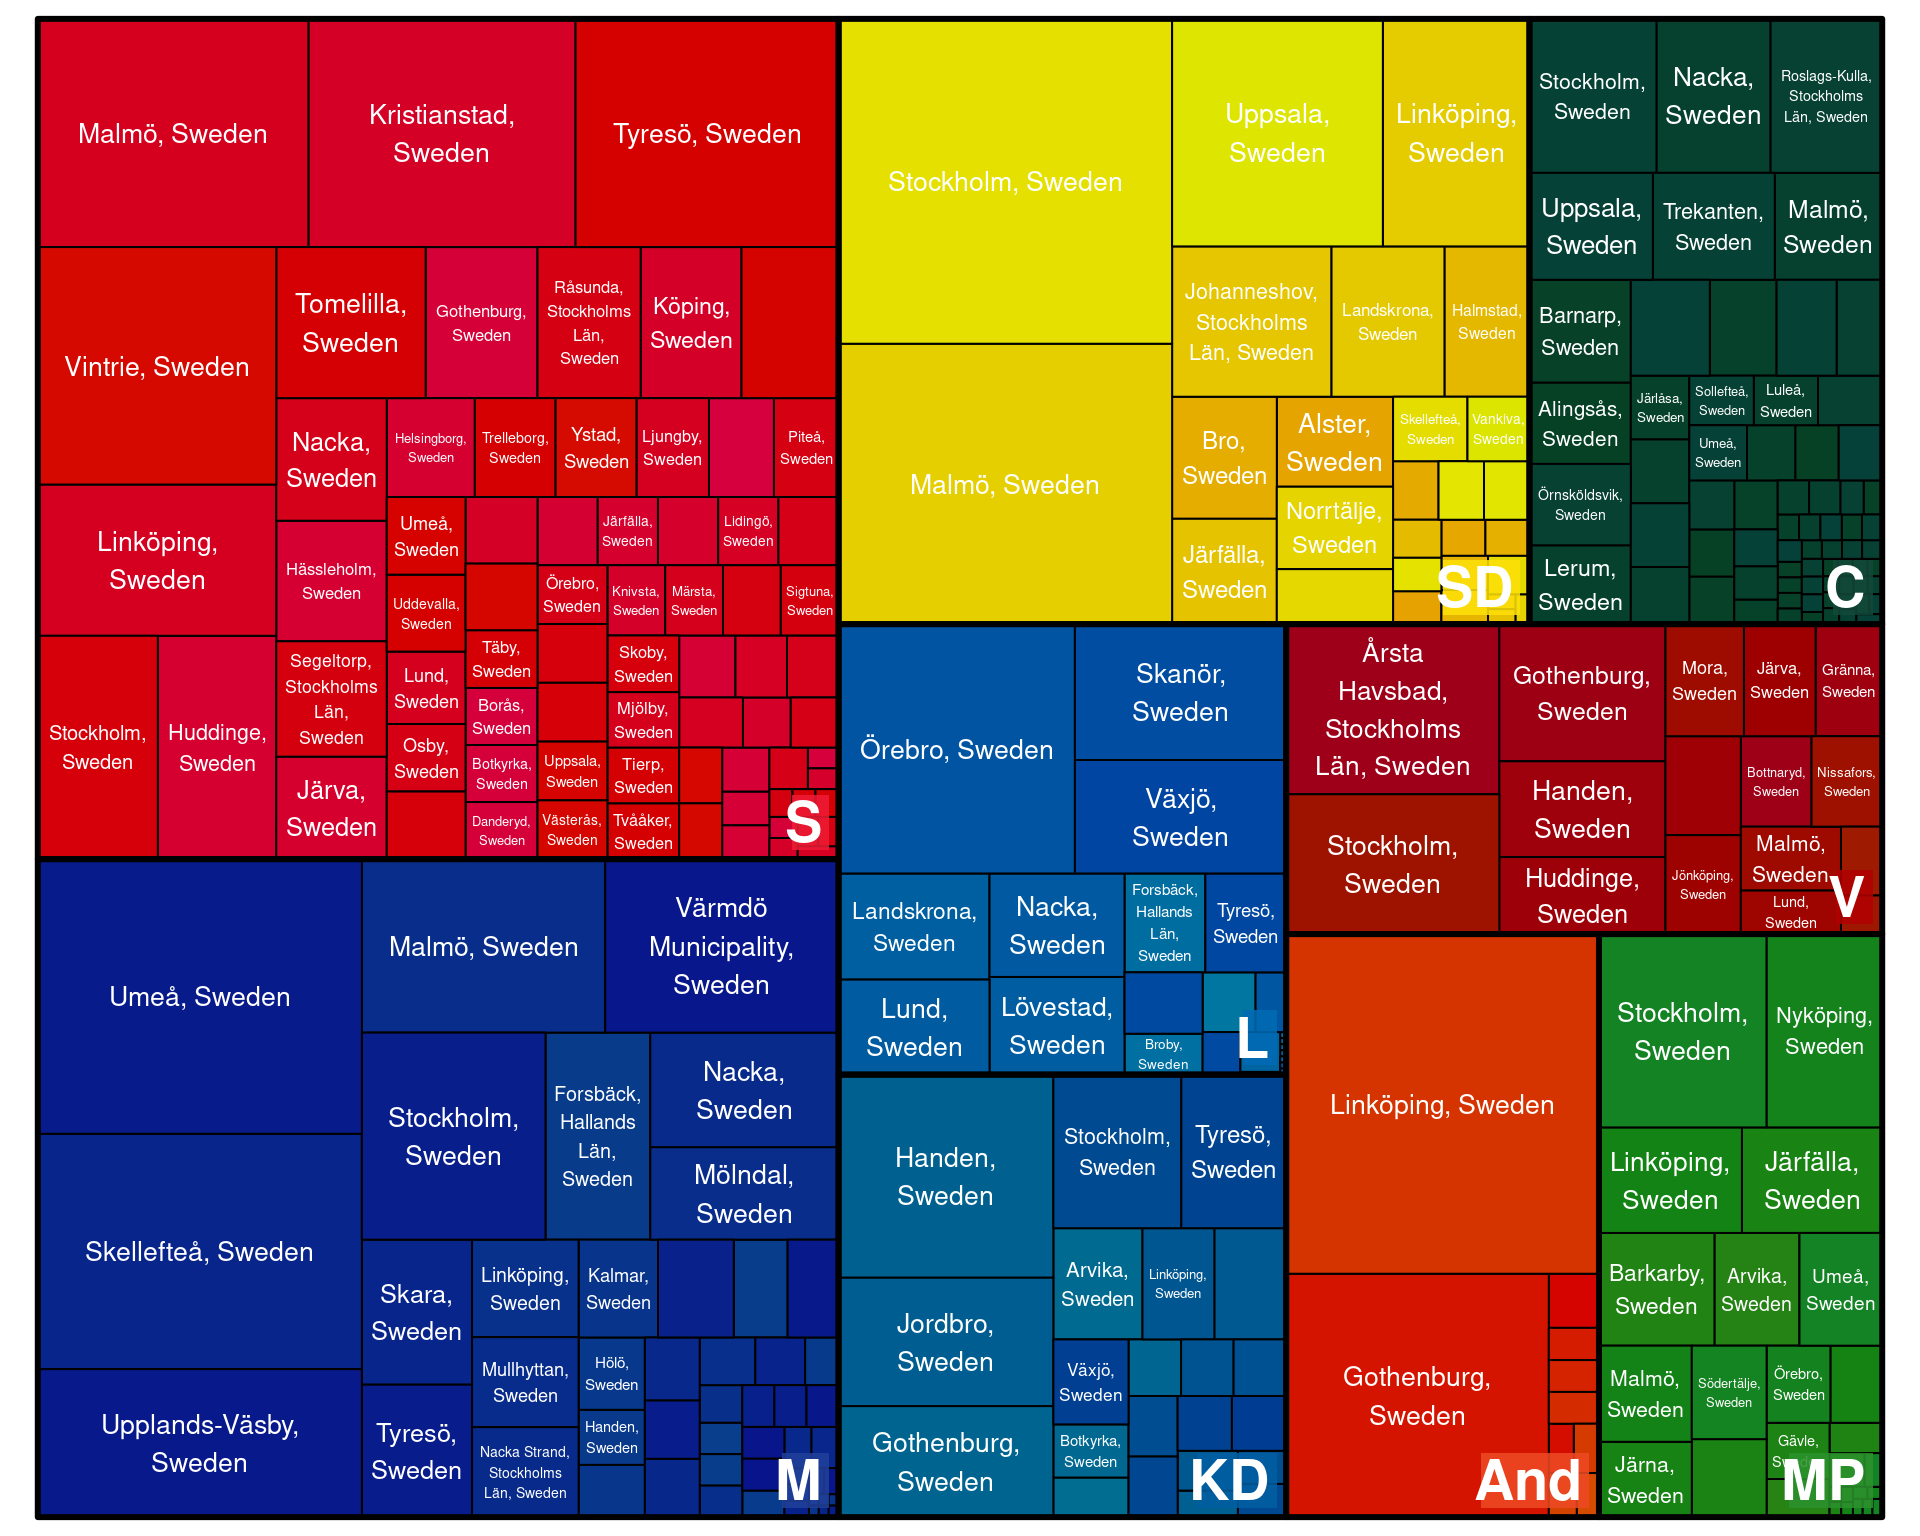 Malmö, Sweden
Kristianstad,
Sweden
Tyresö, Sweden
Vintrie, Sweden
Tomelilla,
Sweden
Gothenburg,
Sweden
Råsunda,
Stockholms
Län,
Sweden
Köping,
Sweden
Linköping,
Sweden
Nacka,
Sweden
Helsingborg,
Sweden
Trelleborg,
Sweden
Ystad,
Sweden
Ljungby,
Sweden
Piteå,
Sweden
Hässleholm,
Sweden
Umeå,
Sweden
Järfälla,
Sweden
Lidingö,
Sweden
Uddevalla,
Sweden
Örebro,
Sweden
Knivsta,
Sweden
Märsta,
Sweden
Sigtuna,
Sweden
Stockholm,
Sweden
Huddinge,
Sweden
Segeltorp,
Stockholms
Län,
Sweden
Lund,
Sweden
Täby,
Sweden
Skoby,
Sweden
Borås,
Sweden
Mjölby,
Sweden
Osby,
Sweden
Järva,
Sweden
Botkyrka,
Sweden
Uppsala,
Sweden
Tierp,
Sweden
Danderyd,
Sweden
Västerås,
Sweden
Tvååker,
Sweden
S
Stockholm, Sweden
Uppsala,
Sweden
Linköping,
Sweden
Johanneshov,
Stockholms
Län, Sweden
Landskrona,
Sweden
Halmstad,
Sweden
Malmö, Sweden
Bro,
Sweden
Alster,
Sweden
Skellefteå,
Sweden
Vankiva,
Sweden
Norrtälje,
Sweden
Järfälla,
Sweden
SD
Stockholm,
Sweden
Nacka,
Sweden
Roslags-Kulla,
Stockholms
Län, Sweden
Uppsala,
Sweden
Trekanten,
Sweden
Malmö,
Sweden
Barnarp,
Sweden
Alingsås,
Sweden
Järlåsa,
Sweden
Sollefteå,
Sweden
Luleå,
Sweden
Umeå,
Sweden
Örnsköldsvik,
Sweden
Lerum,
Sweden
C
Umeå, Sweden
Malmö, Sweden
Värmdö
Municipality,
Sweden
Skellefteå, Sweden
Stockholm,
Sweden
Forsbäck,
Hallands
Län,
Sweden
Nacka,
Sweden
Mölndal,
Sweden
Upplands-Väsby,
Sweden
Skara,
Sweden
Linköping,
Sweden
Kalmar,
Sweden
Mullhyttan,
Sweden
Hölö,
Sweden
Tyresö,
Sweden
Nacka Strand,
Stockholms
Län, Sweden
Handen,
Sweden
M
Örebro, Sweden
Skanör,
Sweden
Växjö,
Sweden
Landskrona,
Sweden
Nacka,
Sweden
Forsbäck,
Hallands
Län,
Sweden
Tyresö,
Sweden
Lund,
Sweden
Lövestad,
Sweden
Broby,
Sweden
L
Årsta
Havsbad,
Stockholms
Län, Sweden
Gothenburg,
Sweden
Mora,
Sweden
Järva,
Sweden
Gränna,
Sweden
Stockholm,
Sweden
Handen,
Sweden
Bottnaryd,
Sweden
Nissafors,
Sweden
Huddinge,
Sweden
Jönköping,
Sweden
Malmö,
Sweden
Lund,
Sweden
V
Handen,
Sweden
Stockholm,
Sweden
Tyresö,
Sweden
Jordbro,
Sweden
Arvika,
Sweden
Linköping,
Sweden
Växjö,
Sweden
Gothenburg,
Sweden
Botkyrka,
Sweden
KD
Linköping, Sweden
Gothenburg,
Sweden
And
Stockholm,
Sweden
Nyköping,
Sweden
Linköping,
Sweden
Järfälla,
Sweden
Barkarby,
Sweden
Arvika,
Sweden
Umeå,
Sweden
Malmö,
Sweden
Södertälje,
Sweden
Örebro,
Sweden
Järna,
Sweden
Gävle,
MP